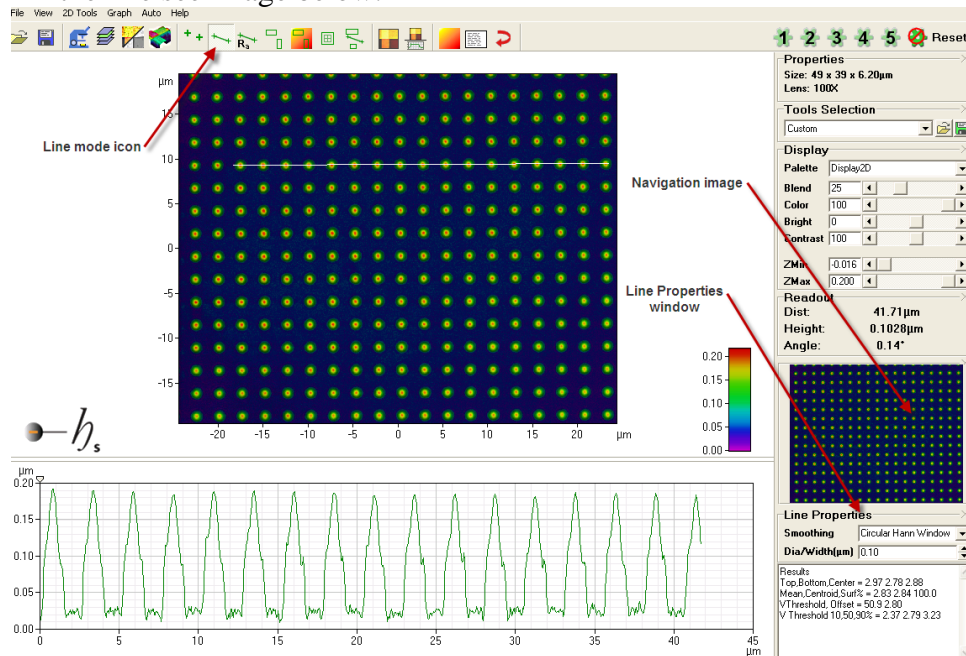 File View 2D Tools Graph Auto Help
Ra
1 2 3 4 5 Reset
Properties
Size: 49 x 39 x 6.20µm
Lens: 100X
Tools Selection
Custom
Display
Palette Display2D
Blend 25
Color 100
Bright 0
Contrast 100
ZMin -0.016
ZMax 0.200
Readout
Dist: 41.71µm
Height: 0.1028µm
Angle: 0.14°
Line Properties
Smoothing Circular Hann Window
Dia/Width(µm) 0.10
Results
Top,Bottom,Center = 2.97 2.78 2.88
Mean,Centroid,Surf% = 2.83 2.84 100.0
VThreshold, Offset = 50.9 2.80
V Threshold 10,50,90% = 2.37 2.79 3.23
Line mode icon
Navigation image
Line Properties
window
µm
15
10
5
0
-5
-10
-15
-20 -15 -10 -5 0 5 10 15 20 µm
0.20
0.15
0.10
0.05
0.00
hs
µm
0.20
0.15
0.10
0.05
0.00
0 5 10 15 20 25 30 35 40 45
µm